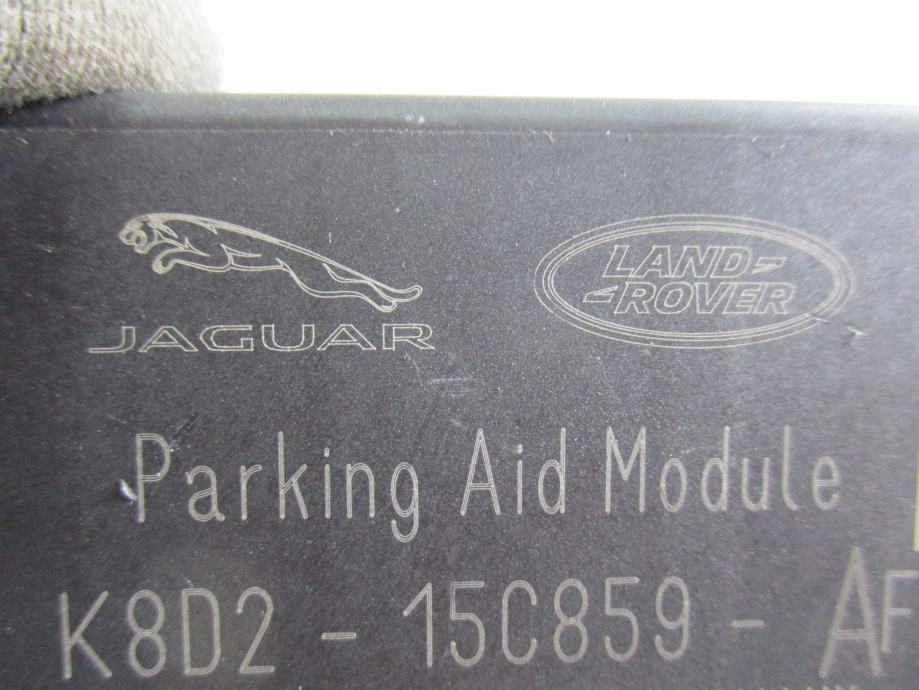 JAGUAR
LAND-
-ROVER
Parking Aid Module
K8D2 - 15C859 - AF